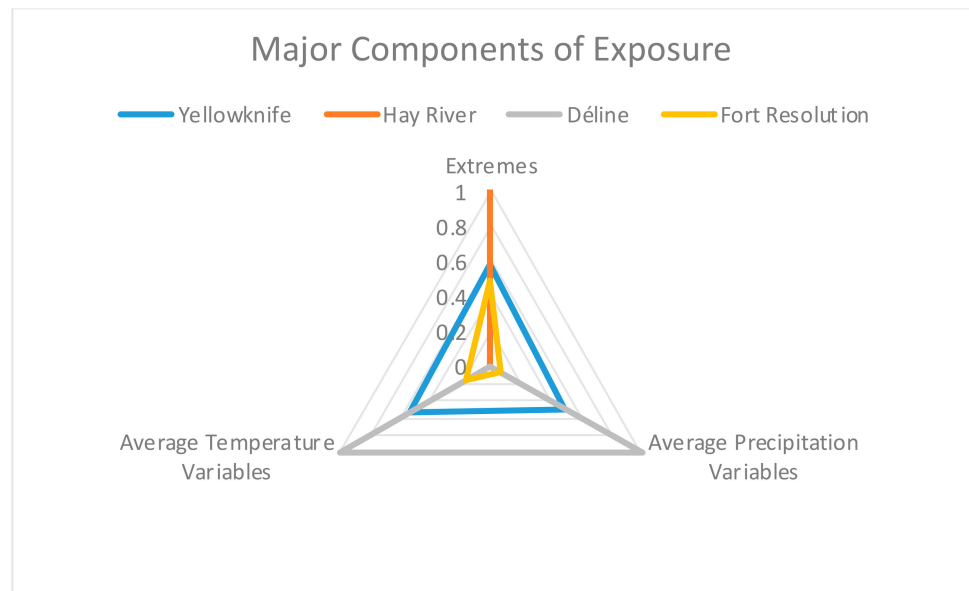 Major Components of Exposure
Yellowknife Hay River Déline Fort Resolution
Extremes
1
0.8
0.6
0.4
0.2
0
Average Temperature
Variables
Average Precipitation
Variables